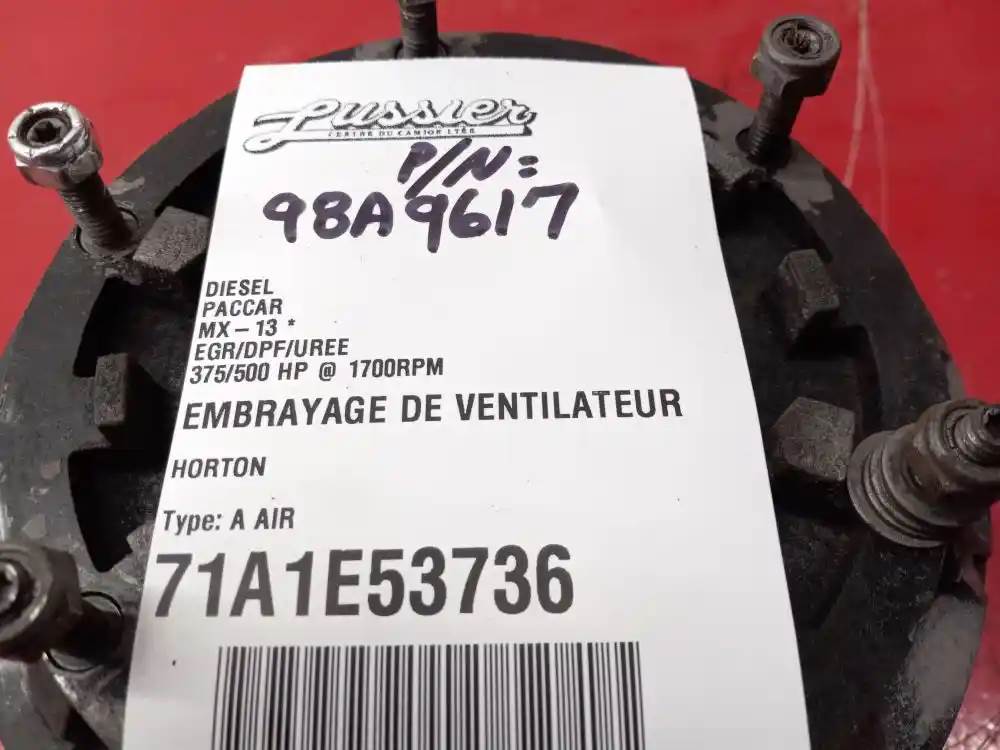 Lussier
CENTRE DU CAMION LTÉE
P/N:
98A9617
DIESEL
PACCAR
MX-13 *
EGR/DPF/UREE
375/500 HP @ 1700RPM
EMBRAYAGE DE VENTILATEUR
HORTON
Type: A AIR
71A1E53736